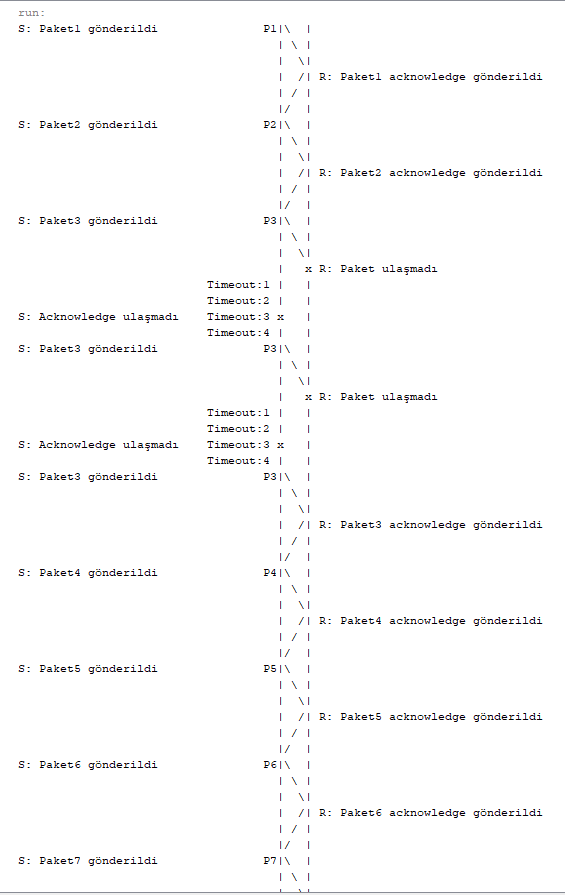 run:
S: Paket1 gönderildi               P1|\  |
                                     | \ |
                                     |  \|
                                     |  /| R: Paket1 acknowledge gönderildi
                                     | / |
                                     |/  |
S: Paket2 gönderildi               P2|\  |
                                     | \ |
                                     |  \|
                                     |  /| R: Paket2 acknowledge gönderildi
                                     | / |
                                     |/  |
S: Paket3 gönderildi               P3|\  |
                                     | \ |
                                     |  \|
                                     |   x R: Paket ulaşmadı
                           Timeout:1 |   |
                           Timeout:2 |   |
S: Acknowledge ulaşmadı    Timeout:3 x   |
                           Timeout:4 |   |
S: Paket3 gönderildi               P3|\  |
                                     | \ |
                                     |  \|
                                     |   x R: Paket ulaşmadı
                           Timeout:1 |   |
                           Timeout:2 |   |
S: Acknowledge ulaşmadı    Timeout:3 x   |
                           Timeout:4 |   |
S: Paket3 gönderildi               P3|\  |
                                     | \ |
                                     |  \|
                                     |  /| R: Paket3 acknowledge gönderildi
                                     | / |
                                     |/  |
S: Paket4 gönderildi               P4|\  |
                                     | \ |
                                     |  \|
                                     |  /| R: Paket4 acknowledge gönderildi
                                     | / |
                                     |/  |
S: Paket5 gönderildi               P5|\  |
                                     | \ |
                                     |  \|
                                     |  /| R: Paket5 acknowledge gönderildi
                                     | / |
                                     |/  |
S: Paket6 gönderildi               P6|\  |
                                     | \ |
                                     |  \|
                                     |  /| R: Paket6 acknowledge gönderildi
                                     | / |
                                     |/  |
S: Paket7 gönderildi               P7|\  |
                                     | \ |
                                     |  \|